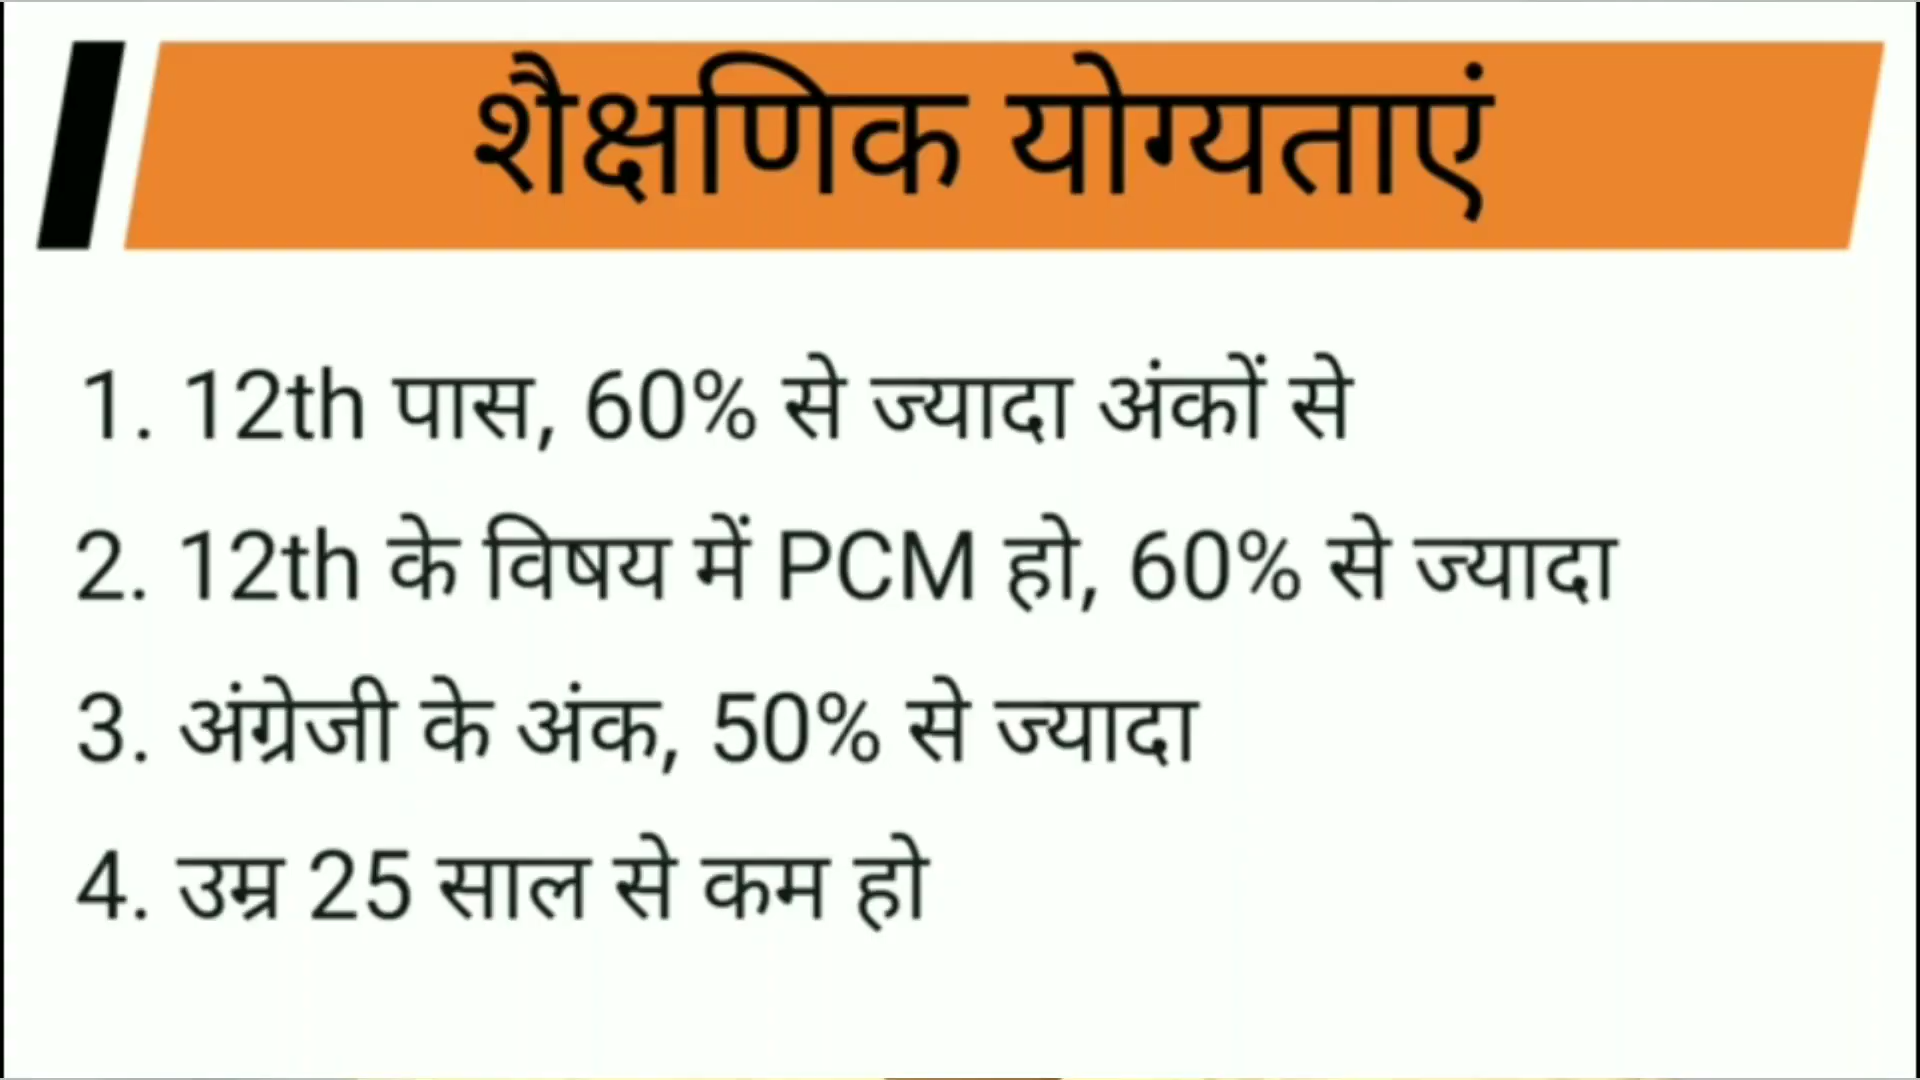 शैक्षणिक योग्यताएं
1. 12th पास, 60% से ज्यादा अंकों से
2. 12th के विषय में PCM हो, 60% से ज्यादा
3. अंग्रेजी के अंक, 50% से ज्यादा
4. उम्र 25 साल से कम हो